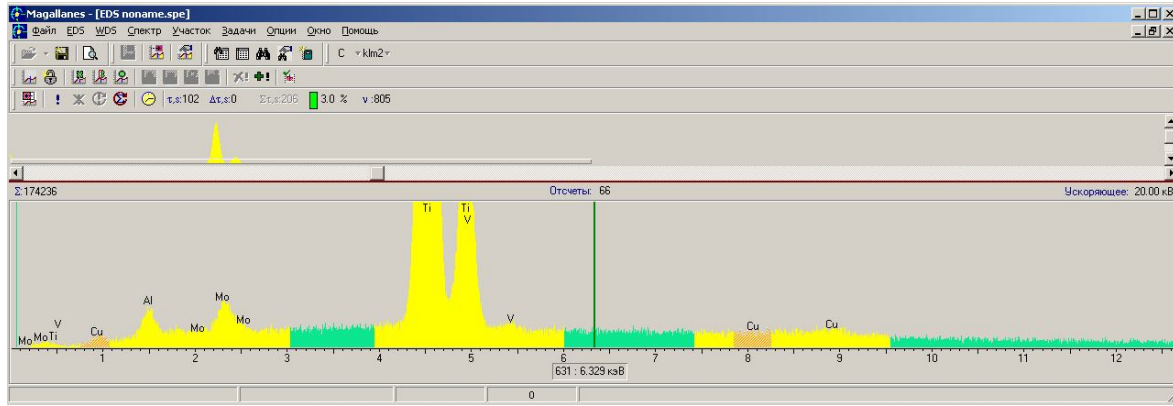 Magallanes - [EDS noname.spe]
Файл EDS WDS Спектр Участок Задачи Опции Окно Помощь
C klm2
τ,s:102 Δτ,s:0 Στ,s:206 3.0 % ν :805
Σ:174236 Отсчеты: 66 Ускоряющее: 20.00 кВ
Ti Ti
V
Al Mo
V Cu Mo Mo V Cu Cu
Mo Mo Ti
1 2 3 4 5 6 7 8 9 10 11 12
631 : 6.329 кэВ
0